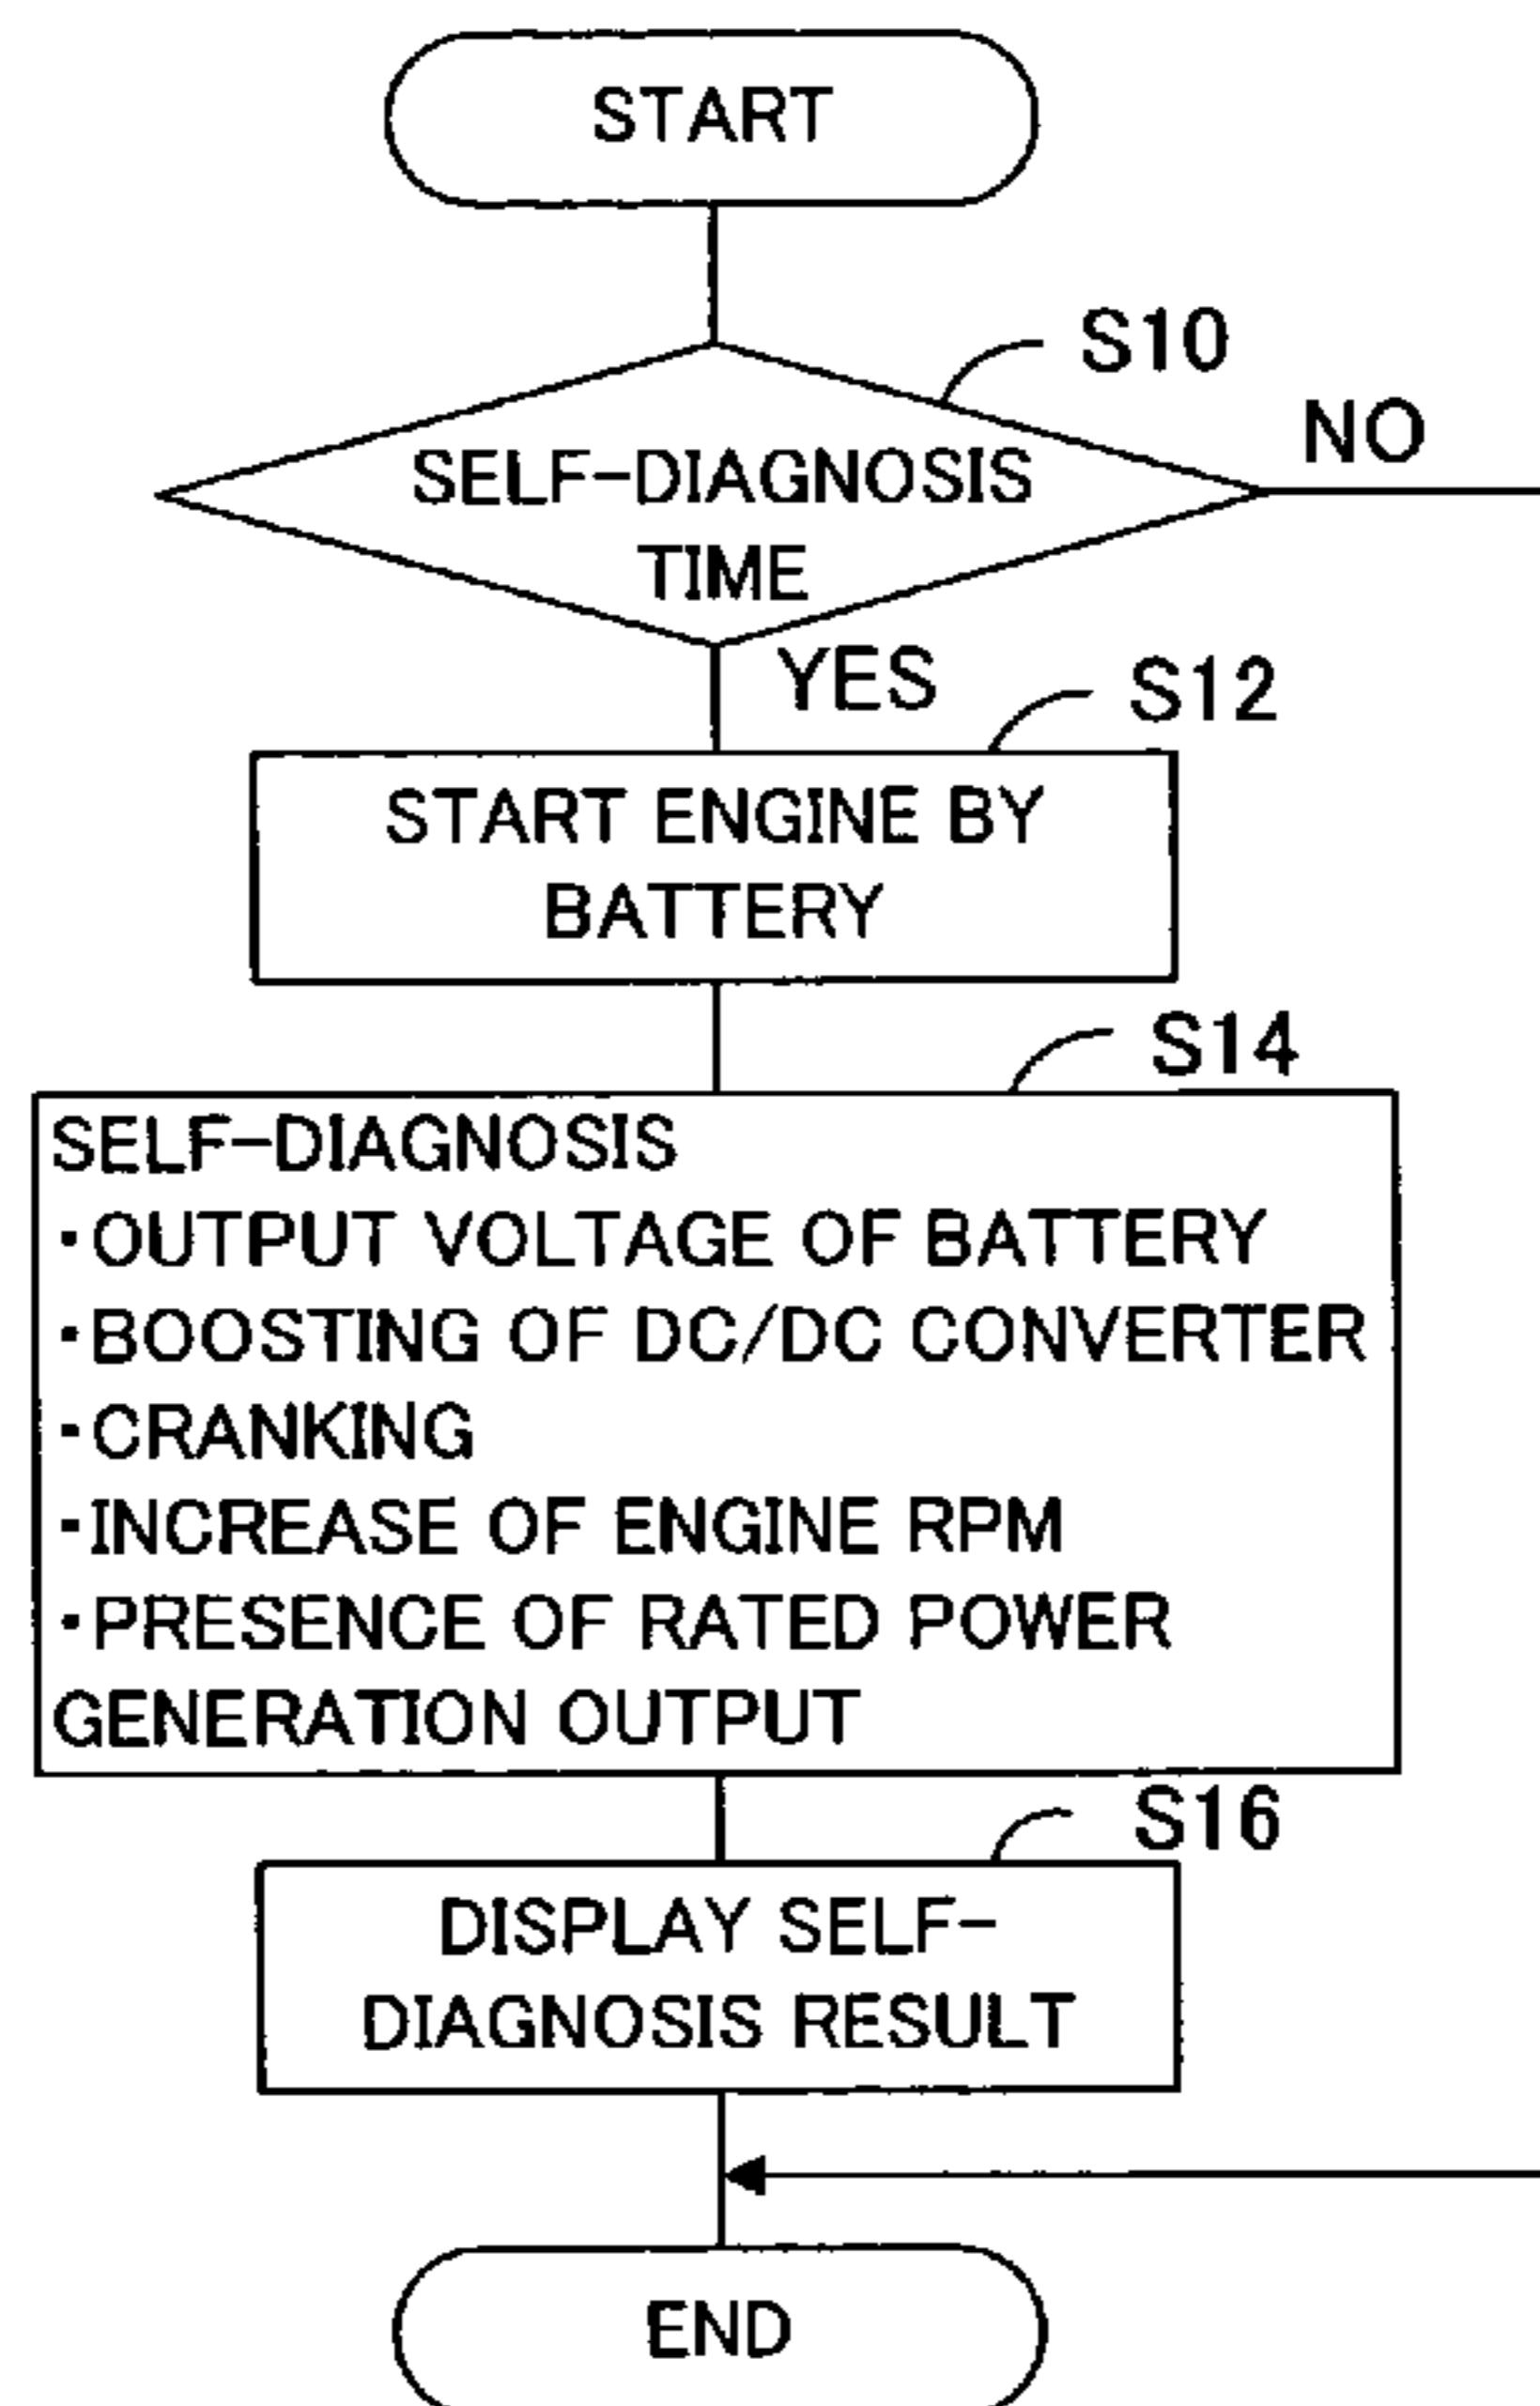 START
S10
NO
SELF-DIAGNOSIS
TIME
YES
S12
START ENGINE BY
BATTERY
S14
SELF-DIAGNOSIS
・OUTPUT VOLTAGE OF BATTERY
・BOOSTING OF DC/DC CONVERTER
・CRANKING
・INCREASE OF ENGINE RPM
・PRESENCE OF RATED POWER
GENERATION OUTPUT
S16
DISPLAY SELF-
DIAGNOSIS RESULT
END